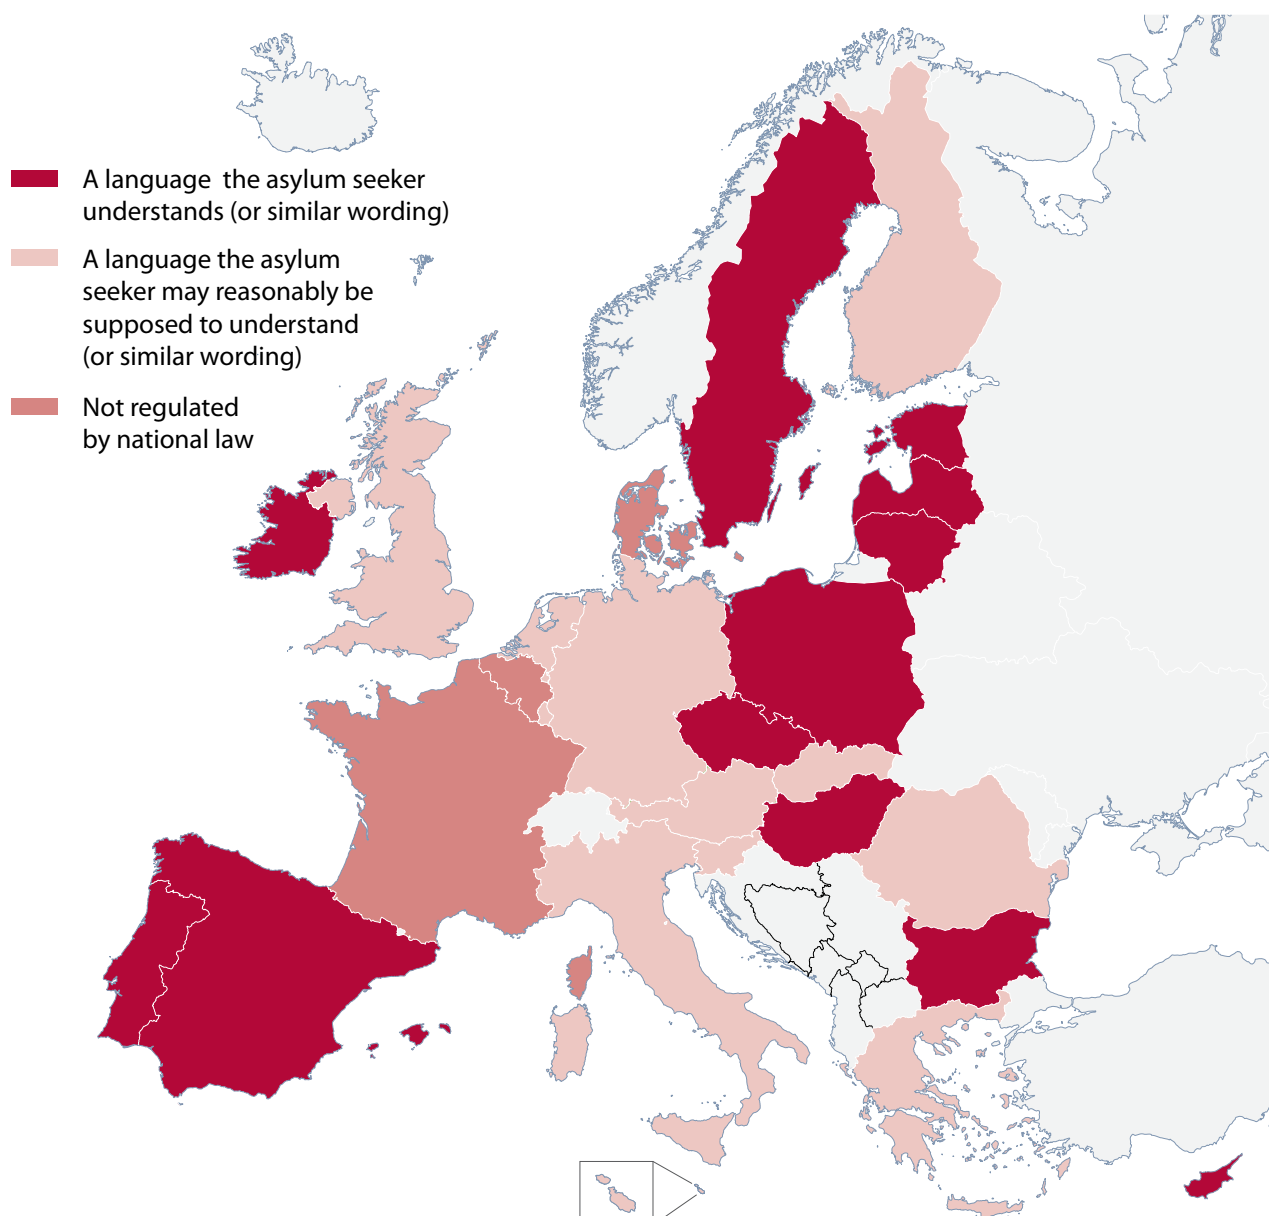 A language  the asylum seeker
understands (or similar wording)
A language the asylum
seeker may reasonably be
supposed to understand
(or similar wording)
Not regulated
by national law